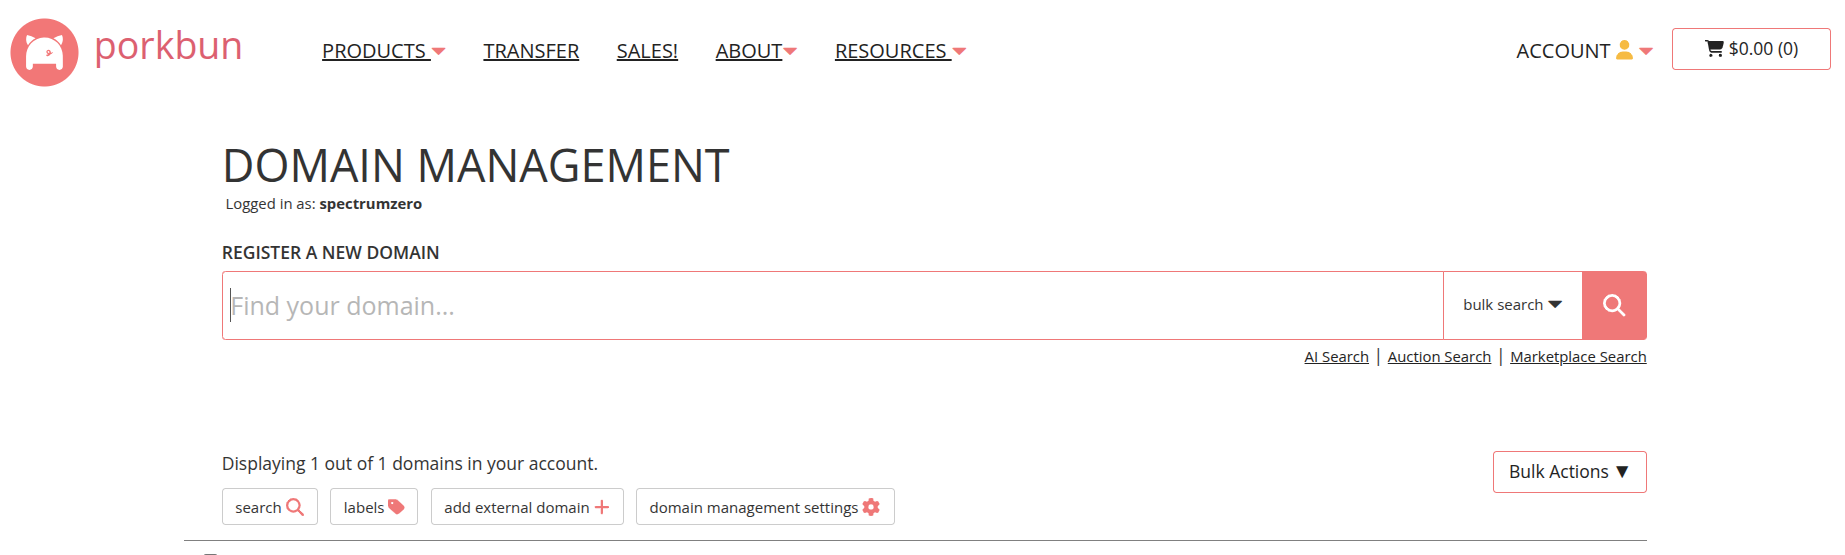 porkbun
PRODUCTS TRANSFER SALES! ABOUT RESOURCES ACCOUNT $0.00 (0)
DOMAIN MANAGEMENT
Logged in as: spectrumzero
REGISTER A NEW DOMAIN
Find your domain... bulk search
AI Search | Auction Search | Marketplace Search
Displaying 1 out of 1 domains in your account.
Bulk Actions ▼
search labels add external domain domain management settings